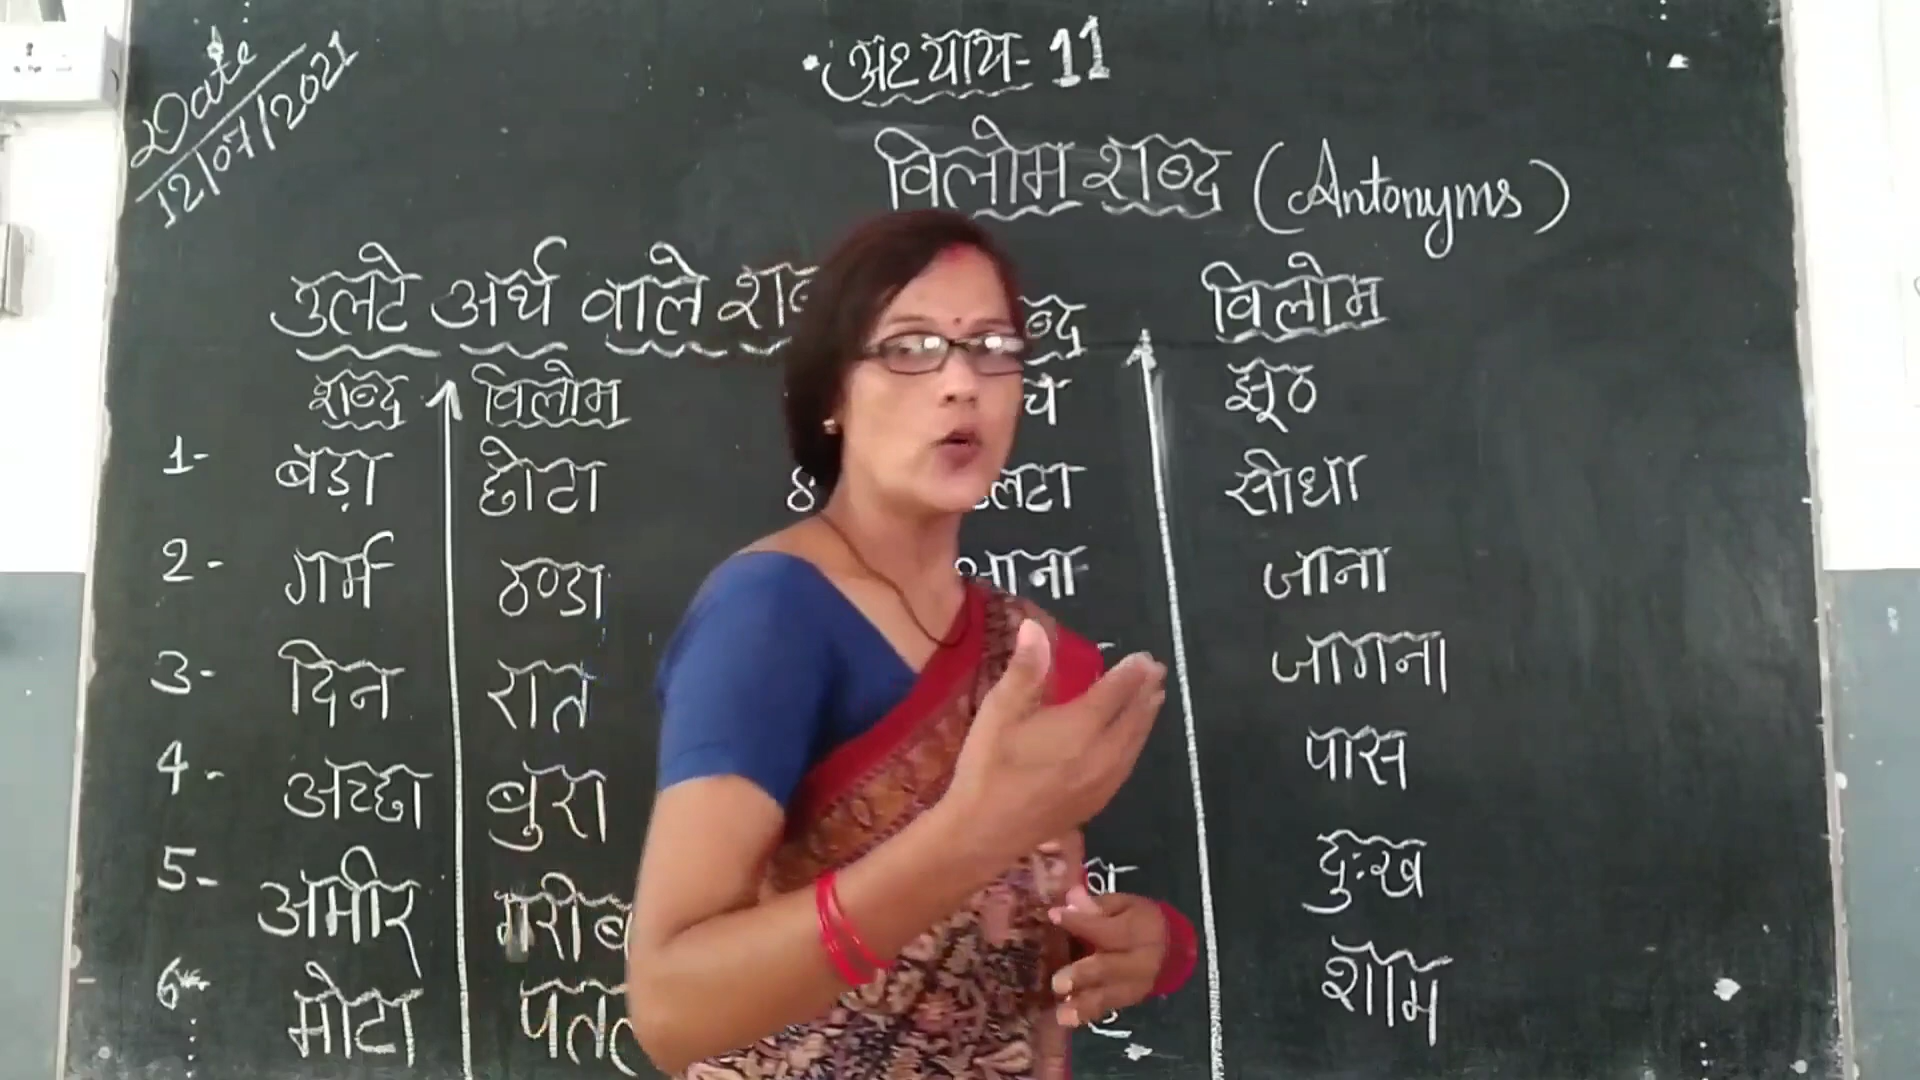 Date
12/07/2021
अध्याय- 11
विलोम शब्द (Antonyms)
उलटे अर्थ वाले
विलोम
शब्द विलोम
झूठ
1- बड़ा छोटा
सीधा
2- गर्म ठण्डा
जाना
3- दिन रात
जागना
4- अच्छा बुरा
पास
5- अमीर गरीब
दुःख
6- मोटा
शाम